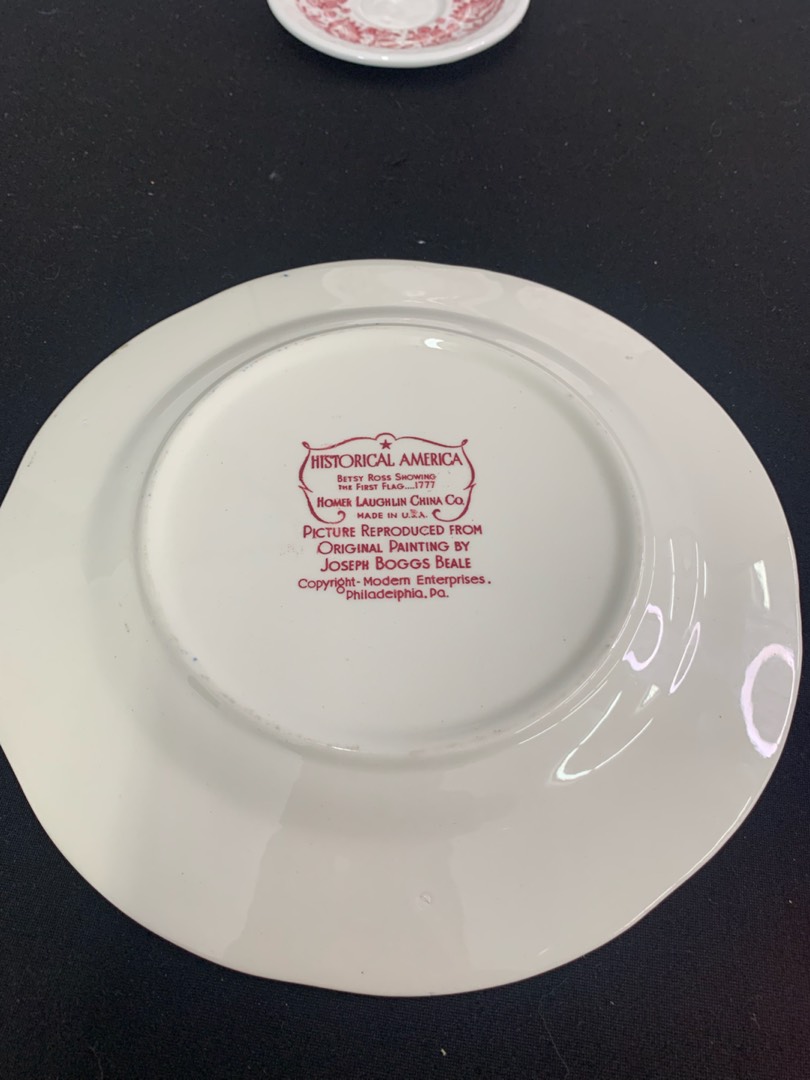 HISTORICAL AMERICA
BETSY ROSS SHOWING
THE FIRST FLAG....1777
HOMER LAUGHLIN CHINA CO.
MADE IN U.S.A.
PICTURE REPRODUCED FROM
ORIGINAL PAINTING BY
JOSEPH BOGGS BEALE
Copyright-Modern Enterprises.
Philadelphia. Pa.